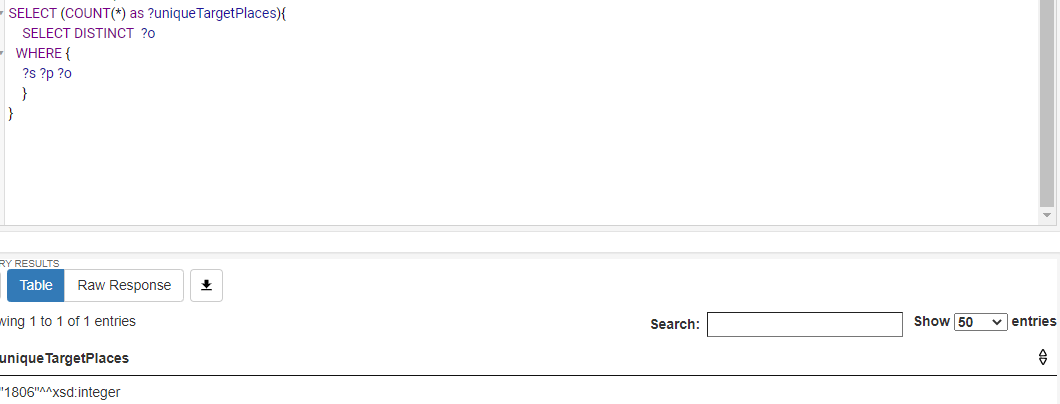 SELECT (COUNT(*) as ?uniqueTargetPlaces){
SELECT DISTINCT ?o
WHERE {
?s ?p ?o
}
}
RY RESULTS
Table Raw Response
wing 1 to 1 of 1 entries
Search: Show 50 entries
uniqueTargetPlaces
"1806"^^xsd:integer